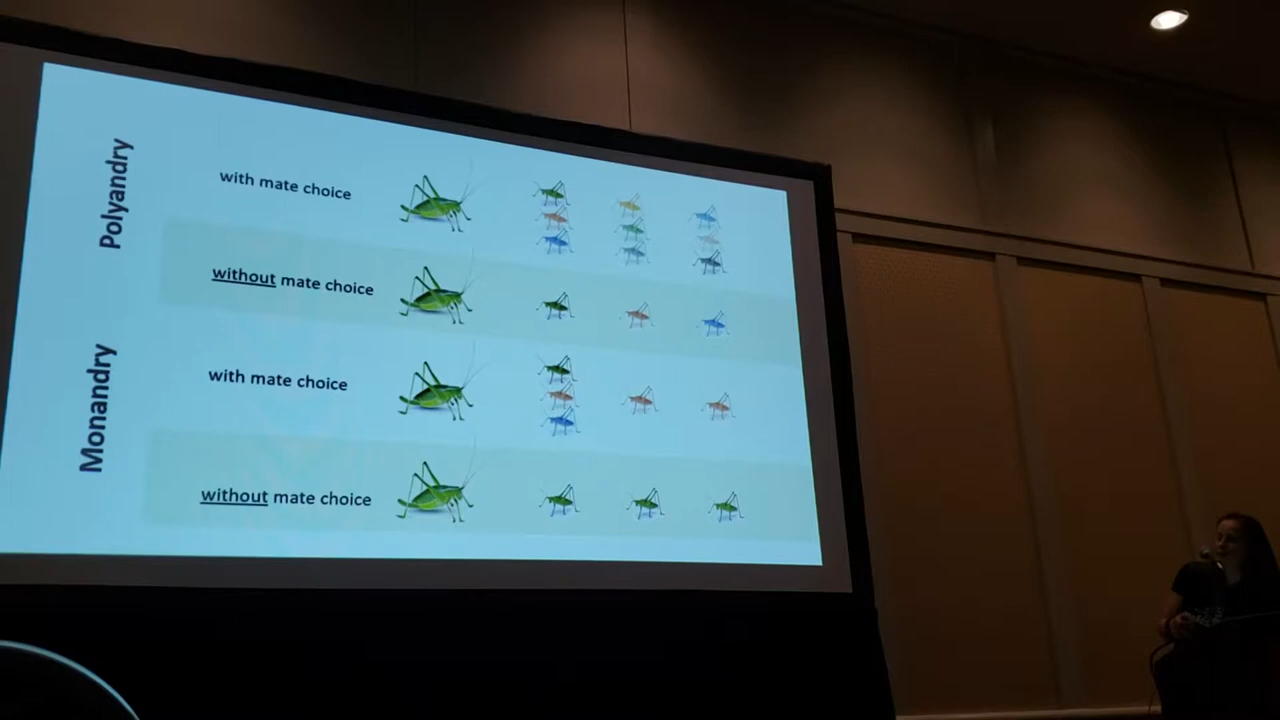 Polyandry
with mate choice
without mate choice
Monandry
with mate choice
without mate choice